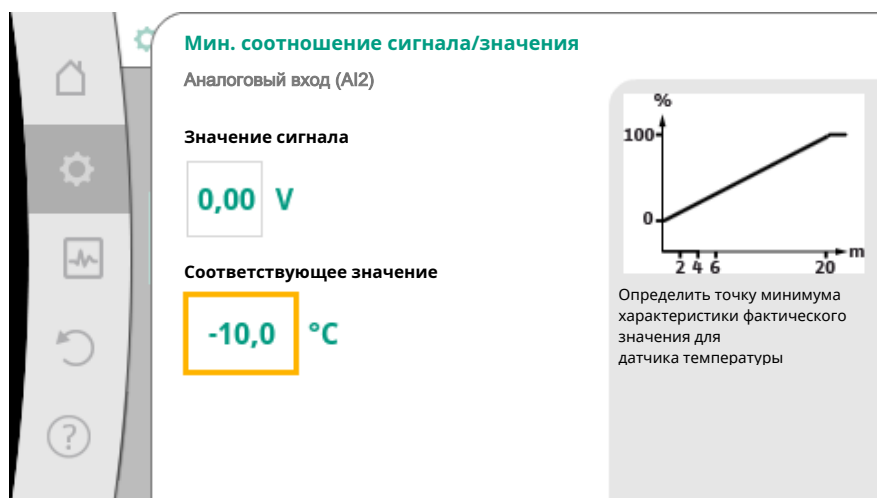 Мин. соотношение сигнала/значения
Аналоговый вход (AI2)
Значение сигнала
0,00 V
Соответствующее значение
-10,0 °C
%
100
0
2 4 6 20 m
Определить точку минимума
характеристики фактического
значения для
датчика температуры
?